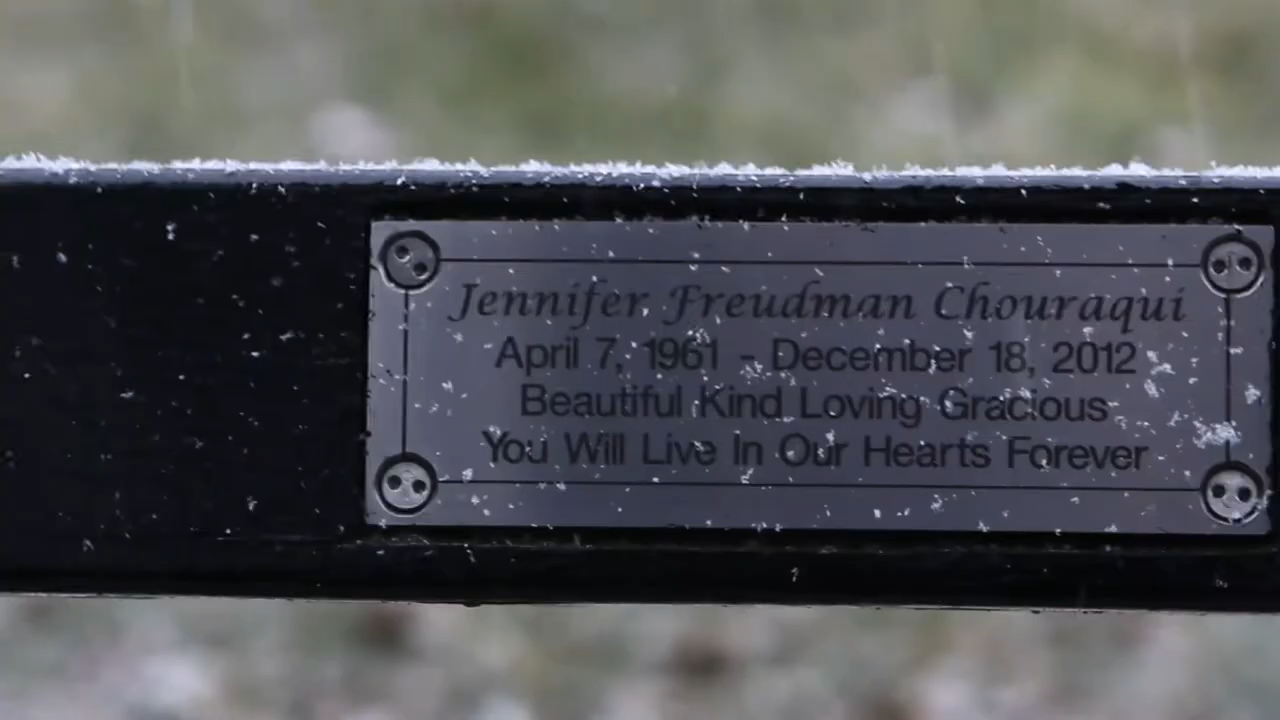 Jennifer Freudman Chouraqui
April 7, 1961 - December 18, 2012
Beautiful Kind Loving Gracious
You Will Live In Our Hearts Forever